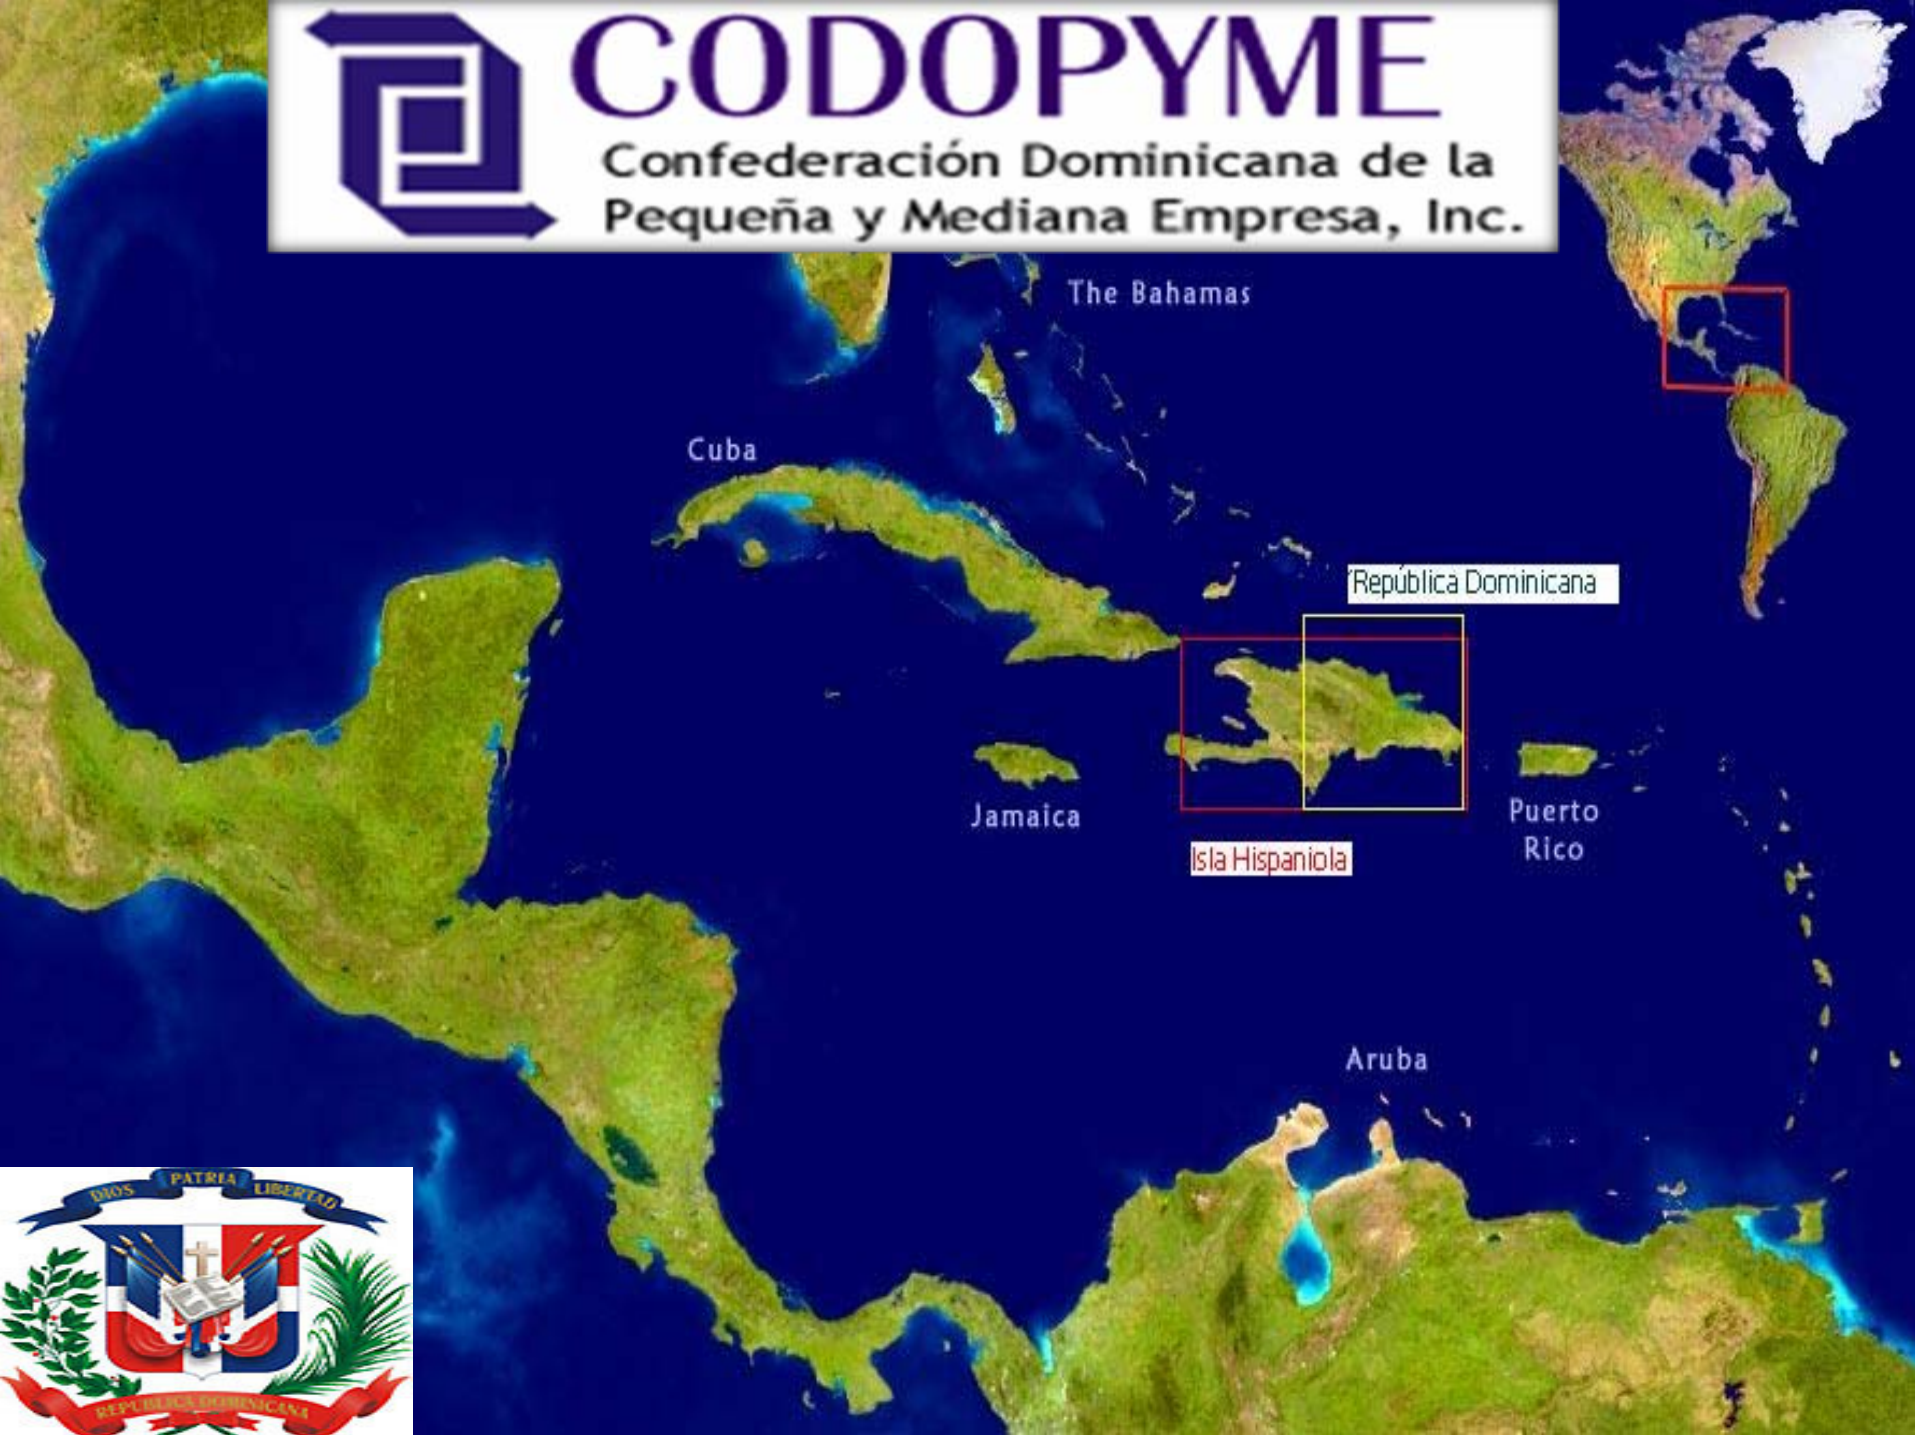 CODOPYME
Confederación Dominicana de la
Pequeña y Mediana Empresa, Inc.
The Bahamas
Cuba
República Dominicana
Jamaica
Puerto
Rico
Isla Hispaniola
Aruba
DIOS PATRIA LIBERTAD
REPUBLICA DOMINICANA